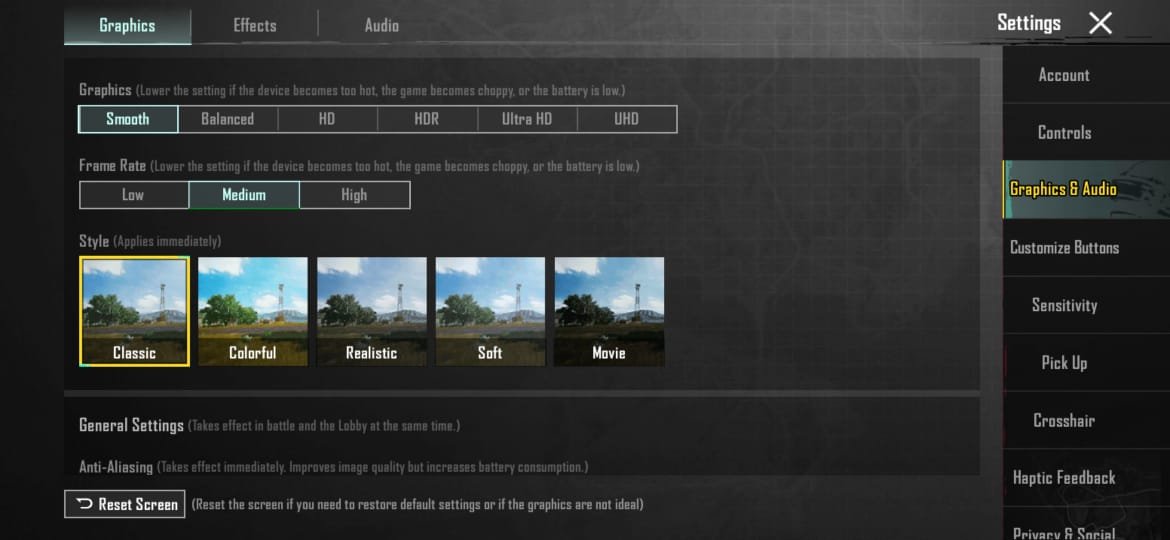 Graphics Effects Audio Settings
Graphics (Lower the setting if the device becomes too hot, the game becomes choppy, or the battery is low.)
Smooth Balanced HD HDR Ultra HD UHD
Frame Rate (Lower the setting if the device becomes too hot, the game becomes choppy, or the battery is low.)
Low Medium High
Style (Applies immediately)
Classic Colorful Realistic Soft Movie
General Settings (Takes effect in battle and the Lobby at the same time.)
Anti-Aliasing (Takes effect immediately. Improves image quality but increases battery consumption.)
Reset Screen (Reset the screen if you need to restore default settings or if the graphics are not ideal)
Account
Controls
Graphics & Audio
Customize Buttons
Sensitivity
Pick Up
Crosshair
Haptic Feedback
Privacy & Social